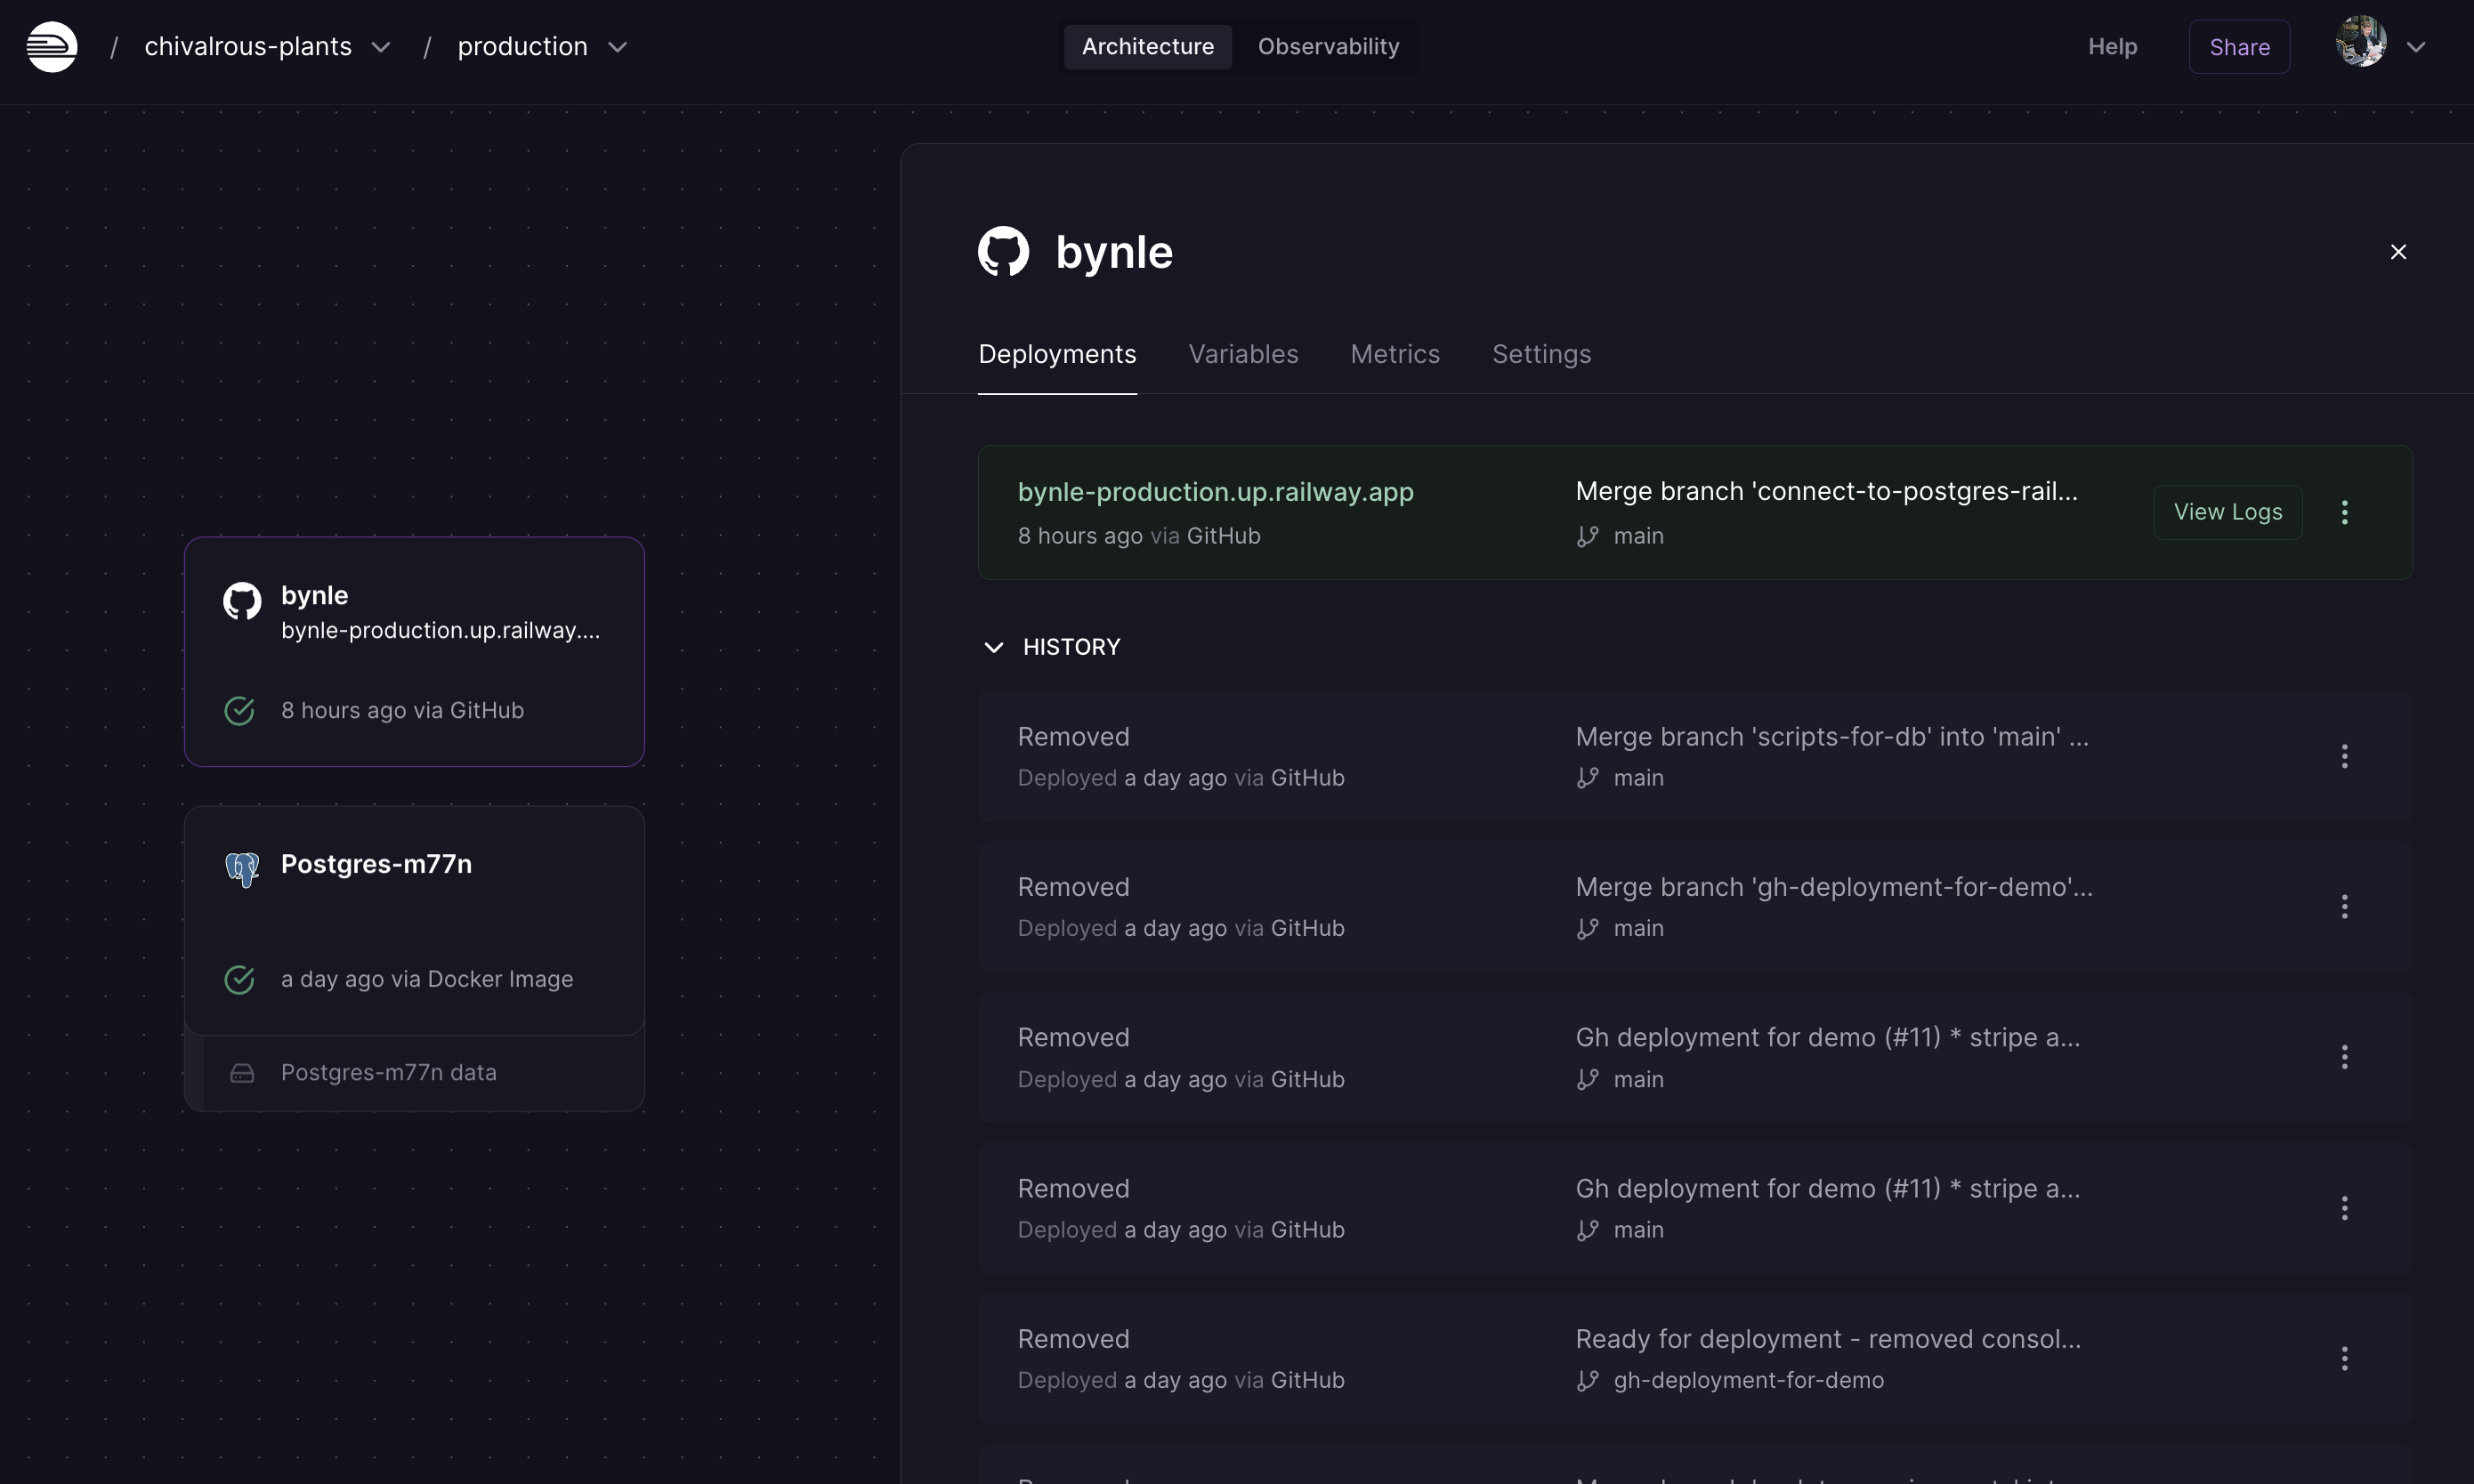 / chivalrous-plants / production
Architecture Observability
Help Share
bynle
bynle-production.up.railway....
8 hours ago via GitHub
Postgres-m77n
a day ago via Docker Image
Postgres-m77n data
bynle
Deployments Variables Metrics Settings
bynle-production.up.railway.app
8 hours ago via GitHub
Merge branch 'connect-to-postgres-rail...
main
View Logs
HISTORY
Removed
Deployed a day ago via GitHub
Merge branch 'scripts-for-db' into 'main' ...
main
Removed
Deployed a day ago via GitHub
Merge branch 'gh-deployment-for-demo'...
main
Removed
Deployed a day ago via GitHub
Gh deployment for demo (#11) * stripe a...
main
Removed
Deployed a day ago via GitHub
Gh deployment for demo (#11) * stripe a...
main
Removed
Deployed a day ago via GitHub
Ready for deployment - removed consol...
gh-deployment-for-demo